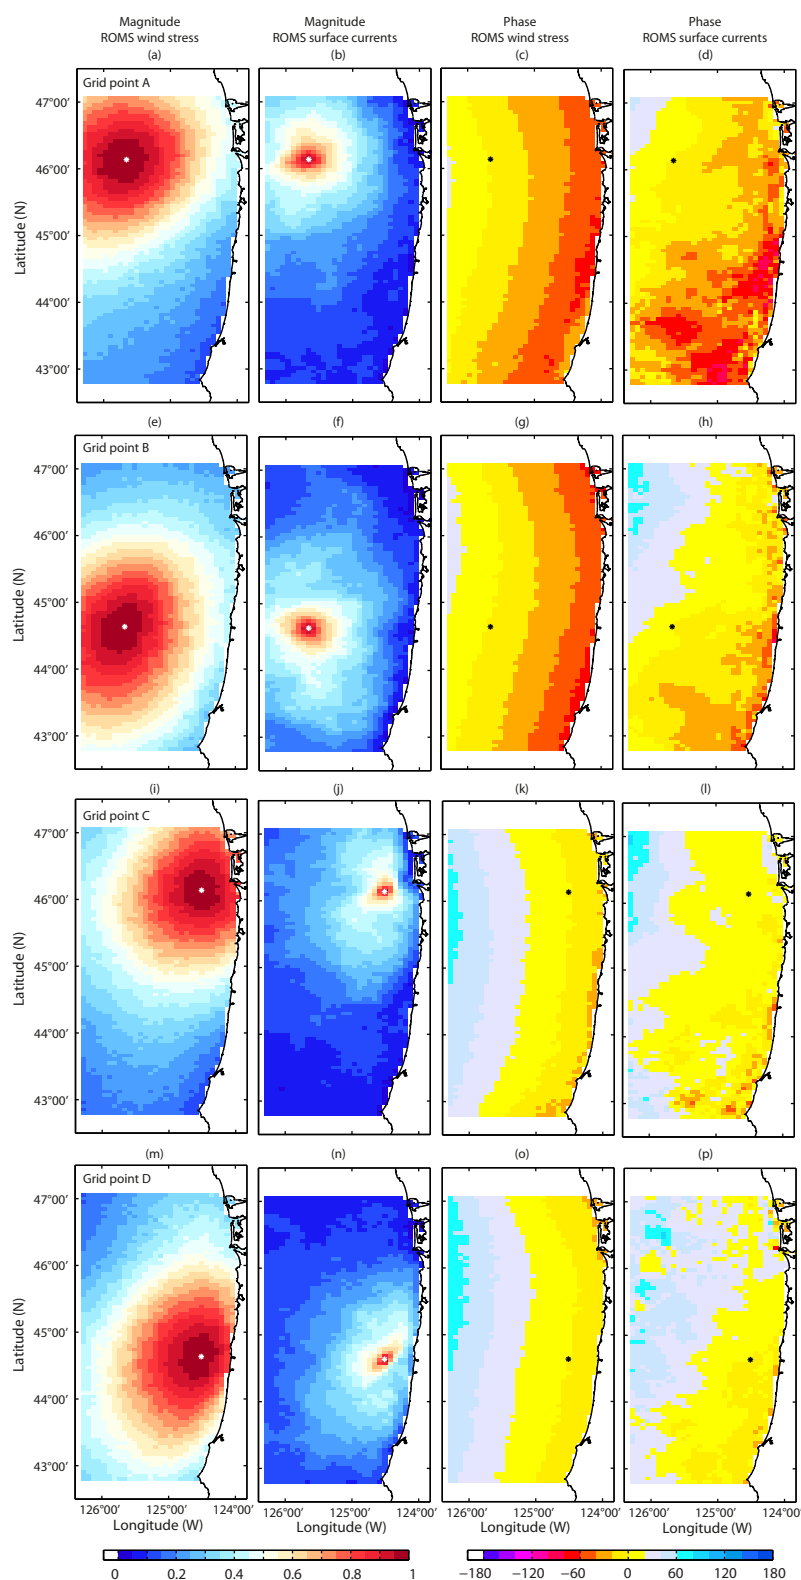 Magnitude
ROMS wind stress
(a)
Magnitude
ROMS surface currents
(b)
Phase
ROMS wind stress
(c)
Phase
ROMS surface currents
(d)
Grid point A
47°00′
46°00′
45°00′
44°00′
43°00′
Latitude (N)
(e)
(f)
(g)
(h)
Grid point B
47°00′
46°00′
45°00′
44°00′
43°00′
Latitude (N)
(i)
(j)
(k)
(l)
Grid point C
47°00′
46°00′
45°00′
44°00′
43°00′
Latitude (N)
(m)
(n)
(o)
(p)
Grid point D
47°00′
46°00′
45°00′
44°00′
43°00′
Latitude (N)
126°00′ 125°00′ 124°00′
Longitude (W)
126°00′ 125°00′ 124°00′
Longitude (W)
126°00′ 125°00′ 124°00′
Longitude (W)
126°00′ 125°00′ 124°00′
Longitude (W)
0 0.2 0.4 0.6 0.8 1
−180 −120 −60 0 60 120 180